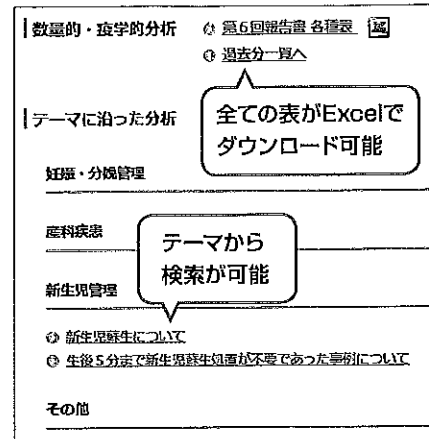 数量的・疫学的分析
第6回報告書 各種表
過去分一覧へ
全ての表がExcelで
ダウンロード可能
テーマに沿った分析
妊娠・分娩管理
産科疾患
テーマから
検索が可能
新生児管理
新生児蘇生について
生後5分まで新生児蘇生処置が不要であった事例について
その他